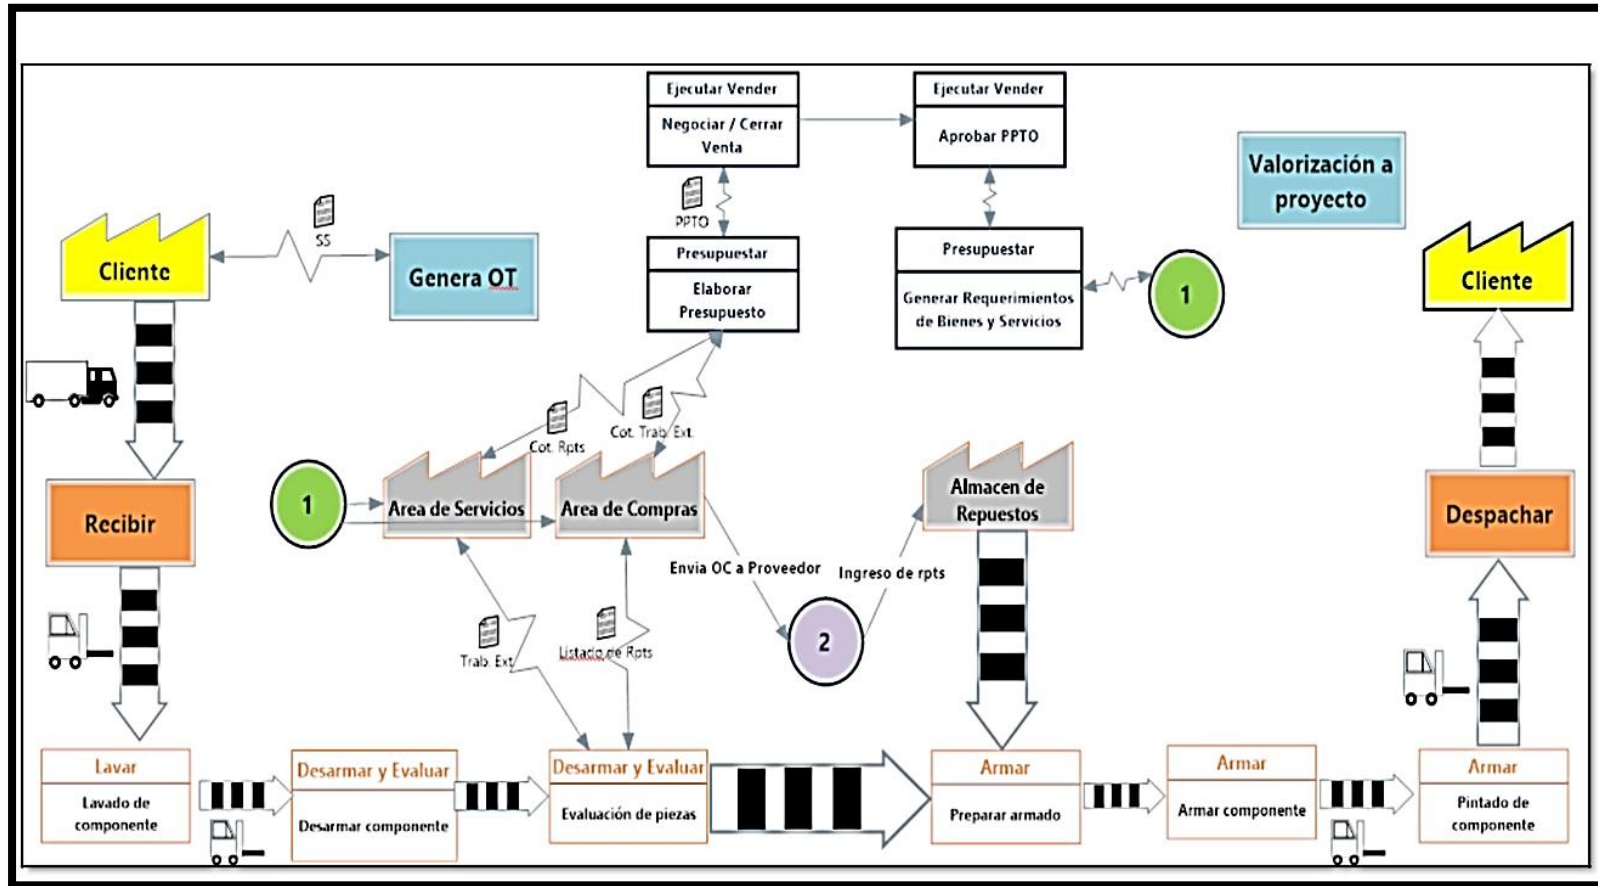 Ejecutar Vender
Negociar / Cerrar
Venta
Ejecutar Vender
Aprobar PPTO
Valorización a
proyecto
PPTO
SS
Cliente
Genera OT
Presupuestar
Elaborar
Presupuesto
Presupuestar
Generar Requerimientos
de Bienes y Servicios
1
Cliente
Cot. Rpts
Cot. Trab. Ext.
1
Area de Servicios
Area de Compras
Almacen de
Repuestos
Recibir
Despachar
Envia OC a Proveedor
Ingreso de rpts
2
Trab. Ext
Listado de Rpts
Lavar
Lavado de
componente
Desarmar y Evaluar
Desarmar componente
Desarmar y Evaluar
Evaluación de piezas
Armar
Preparar armado
Armar
Armar componente
Armar
Pintado de
componente